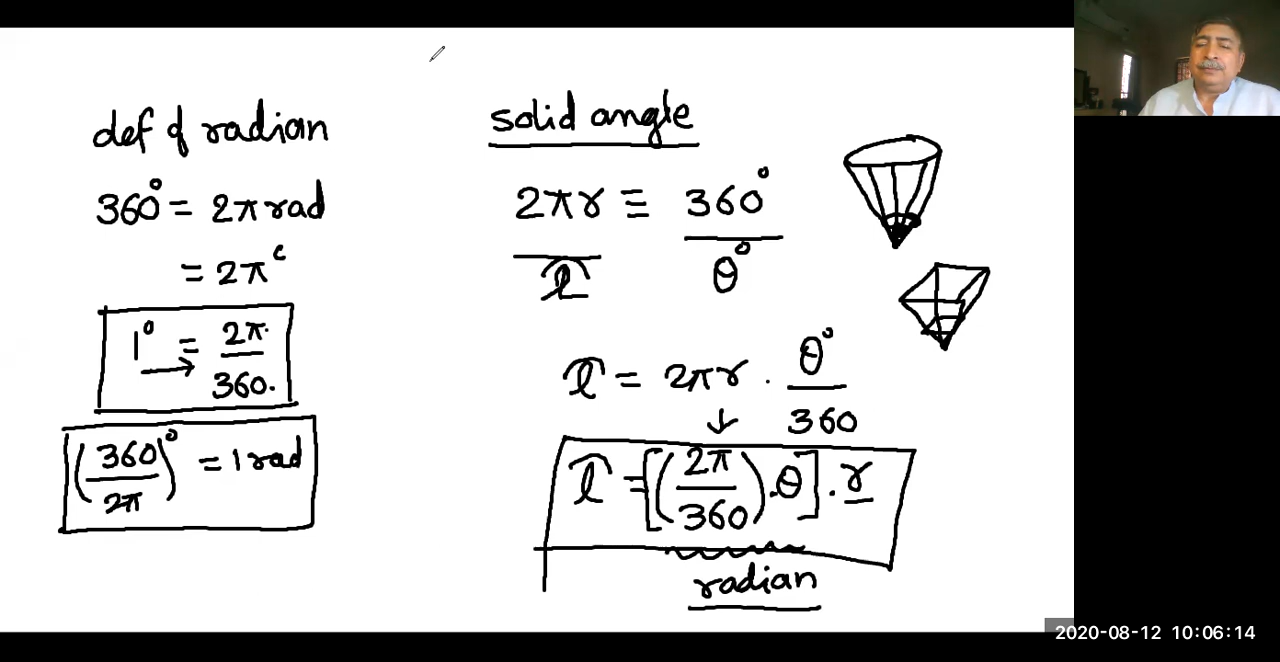 def of radian
360° = 2π rad
= 2π^c
1° = 2π/360.
(360/2π)° = 1 rad
solid angle
2πr ≡ 360°
l θ°
l = 2πr . θ°/360
l = [(2π/360).θ] . r
radian
2020-08-12 10:06:14